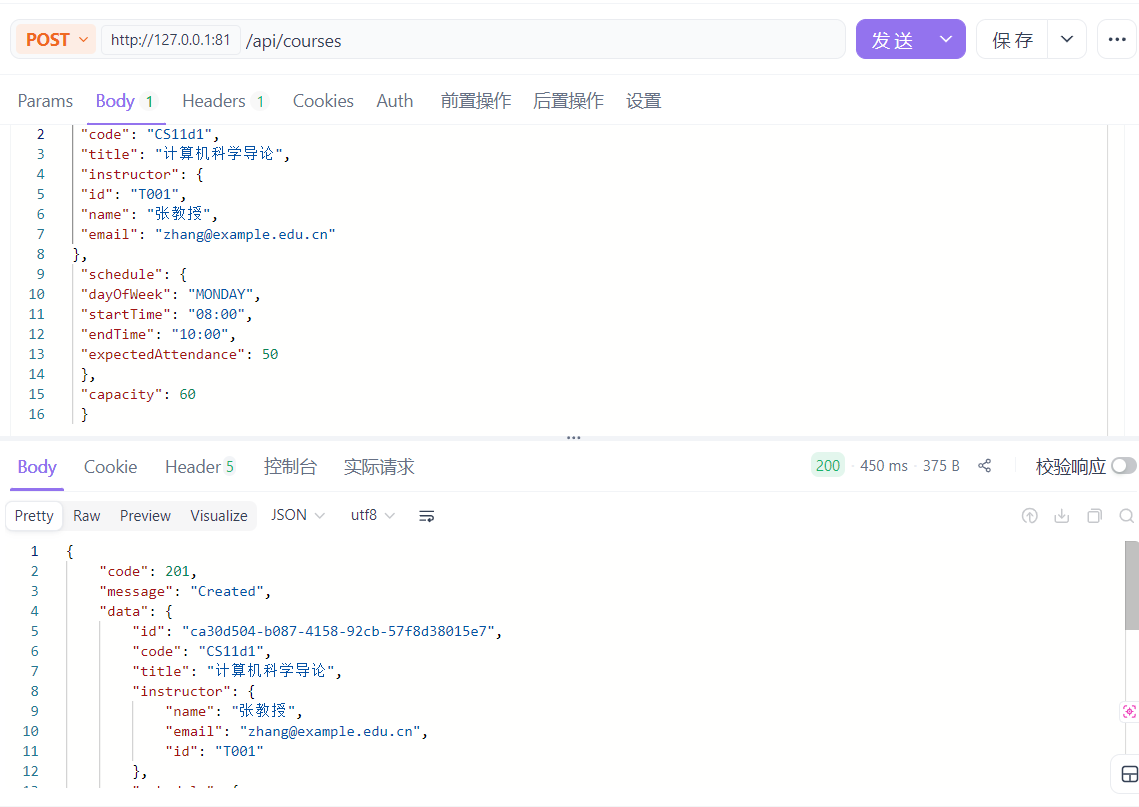 POST http://127.0.0.1:81 /api/courses 发送 保存
Params Body 1 Headers 1 Cookies Auth 前置操作 后置操作 设置
2 "code": "CS11d1",
3 "title": "计算机科学导论",
4 "instructor": {
5 "id": "T001",
6 "name": "张教授",
7 "email": "zhang@example.edu.cn"
8 },
9 "schedule": {
10 "dayOfWeek": "MONDAY",
11 "startTime": "08:00",
12 "endTime": "10:00",
13 "expectedAttendance": 50
14 },
15 "capacity": 60
16 }
Body Cookie Header 5 控制台 实际请求 200 · 450 ms · 375 B 校验响应
Pretty Raw Preview Visualize JSON utf8
1 {
2 "code": 201,
3 "message": "Created",
4 "data": {
5 "id": "ca30d504-b087-4158-92cb-57f8d38015e7",
6 "code": "CS11d1",
7 "title": "计算机科学导论",
8 "instructor": {
9 "name": "张教授",
10 "email": "zhang@example.edu.cn",
11 "id": "T001"
12 },